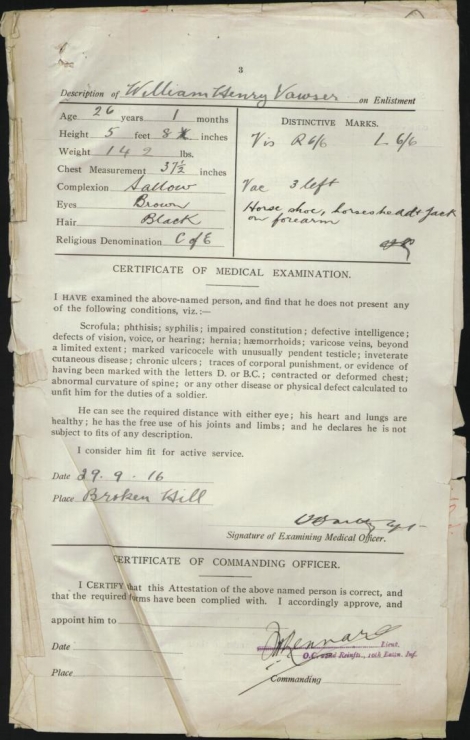 3
Description of William Henry Vawser on Enlistment
Age 26 years 1 months
Height 5 feet 8 inches
Weight 142 lbs.
Chest Measurement 37½ inches
Complexion Sallow
Eyes Brown
Hair Black
Religious Denomination C of E
DISTINCTIVE MARKS.
Vis R 6/6 L 6/6
Vac 3 left
Horse shoe, horses head & Jack
on forearm
CERTIFICATE OF MEDICAL EXAMINATION.
I HAVE examined the above-named person, and find that he does not present any
of the following conditions, viz.:—
Scrofula; phthisis; syphilis; impaired constitution; defective intelligence;
defects of vision, voice, or hearing; hernia; hæmorrhoids; varicose veins, beyond
a limited extent; marked varicocele with unusually pendent testicle; inveterate
cutaneous disease; chronic ulcers; traces of corporal punishment, or evidence of
having been marked with the letters D. or B.C.; contracted or deformed chest;
abnormal curvature of spine; or any other disease or physical defect calculated to
unfit him for the duties of a soldier.
He can see the required distance with either eye; his heart and lungs are
healthy; he has the free use of his joints and limbs; and he declares he is not
subject to fits of any description.
I consider him fit for active service.
Date 29.9.16
Place Broken Hill
Signature of Examining Medical Officer.
CERTIFICATE OF COMMANDING OFFICER.
I CERTIFY that this Attestation of the above named person is correct, and
that the required forms have been complied with. I accordingly approve, and
appoint him to
Date
Place
Lieut.
O.C. Reinfts., 10th Battn. Inf.
Commanding